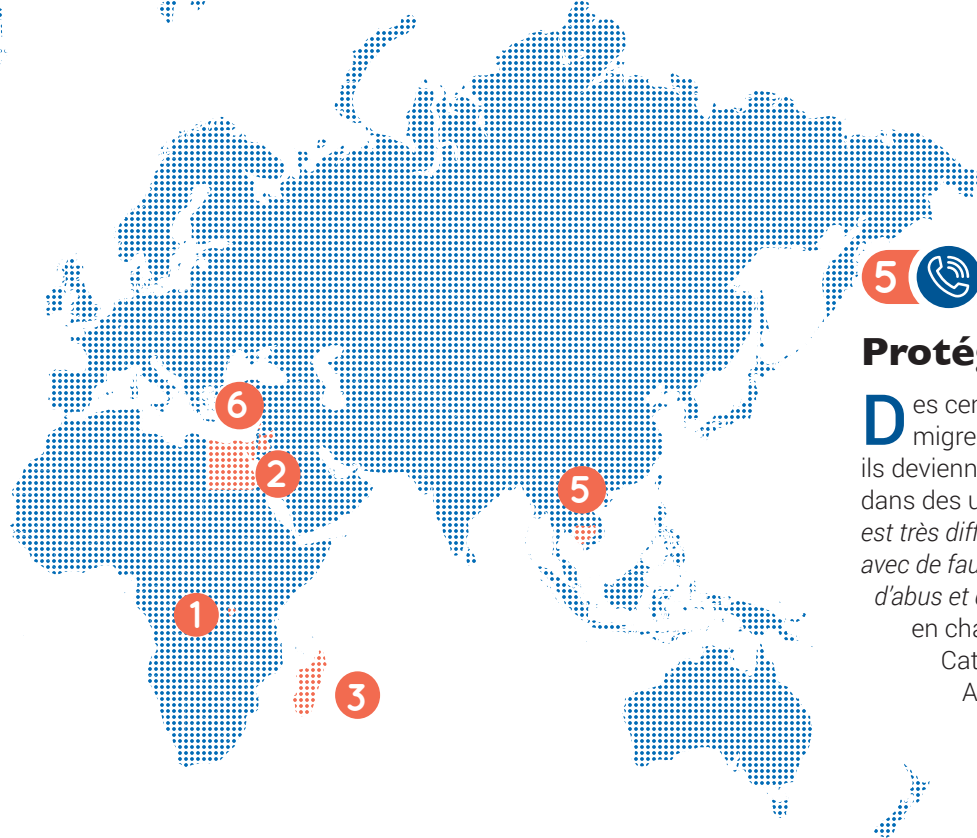 6
2
5
1
3
5
Proté
Des cer
migre
ils devienn
dans des u
est très diff
avec de fau
d'abus et
en cha
Cat
A